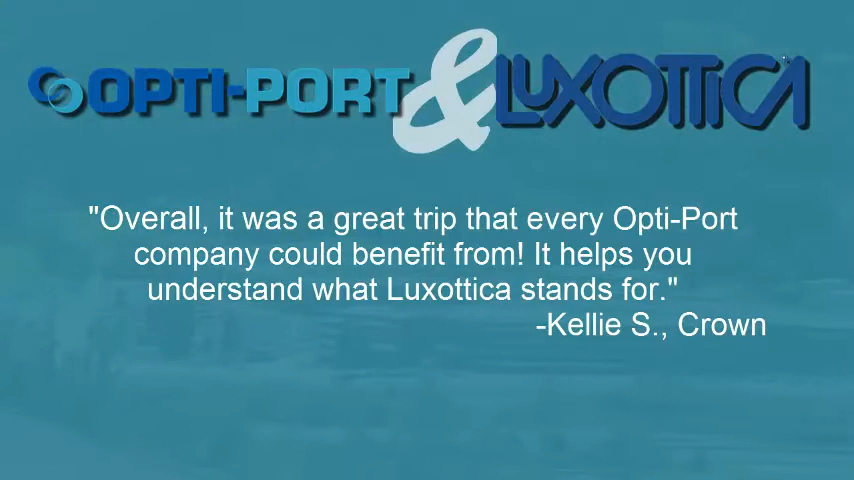 OPTI-PORT & LUXOTTICA
"Overall, it was a great trip that every Opti-Port
company could benefit from! It helps you
understand what Luxottica stands for."
-Kellie S., Crown